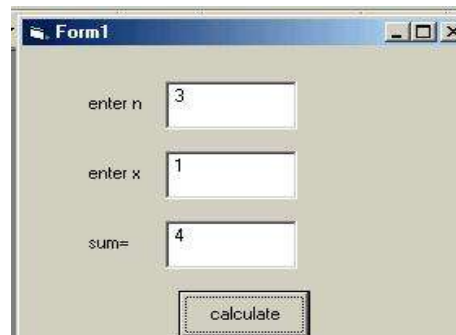 Form1
enter n 3
enter x 1
sum= 4
calculate